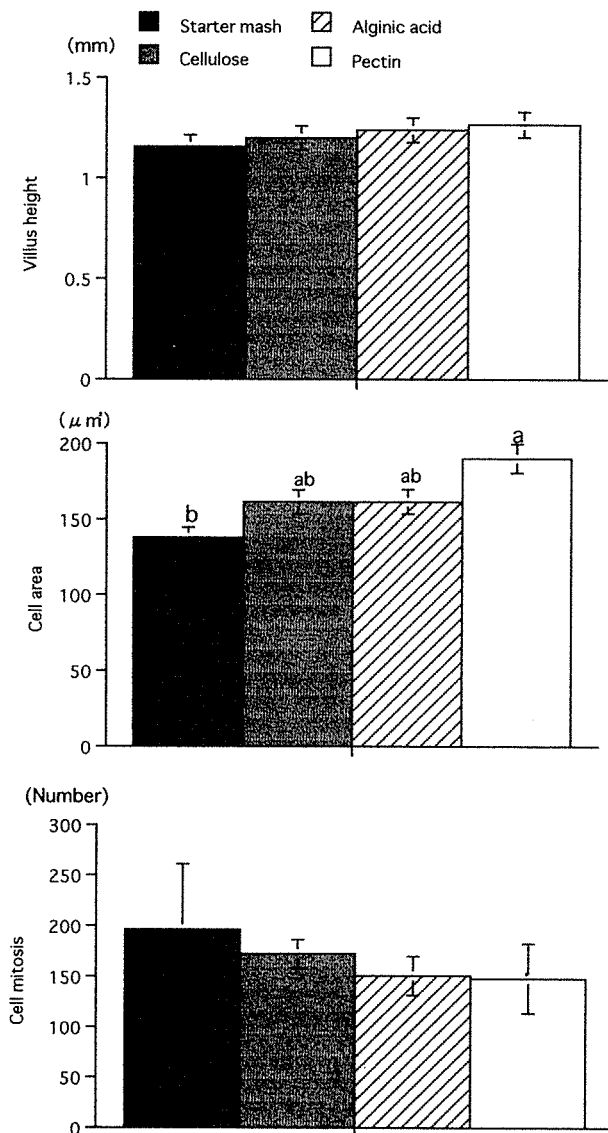 Starter mash Alginic acid
Cellulose Pectin
(mm)
1.5
1
0.5
0
Villus height
(μ㎡)
200
150
100
50
0
Cell area
b
ab
ab
a
(Number)
300
250
200
150
100
50
0
Cell mitosis